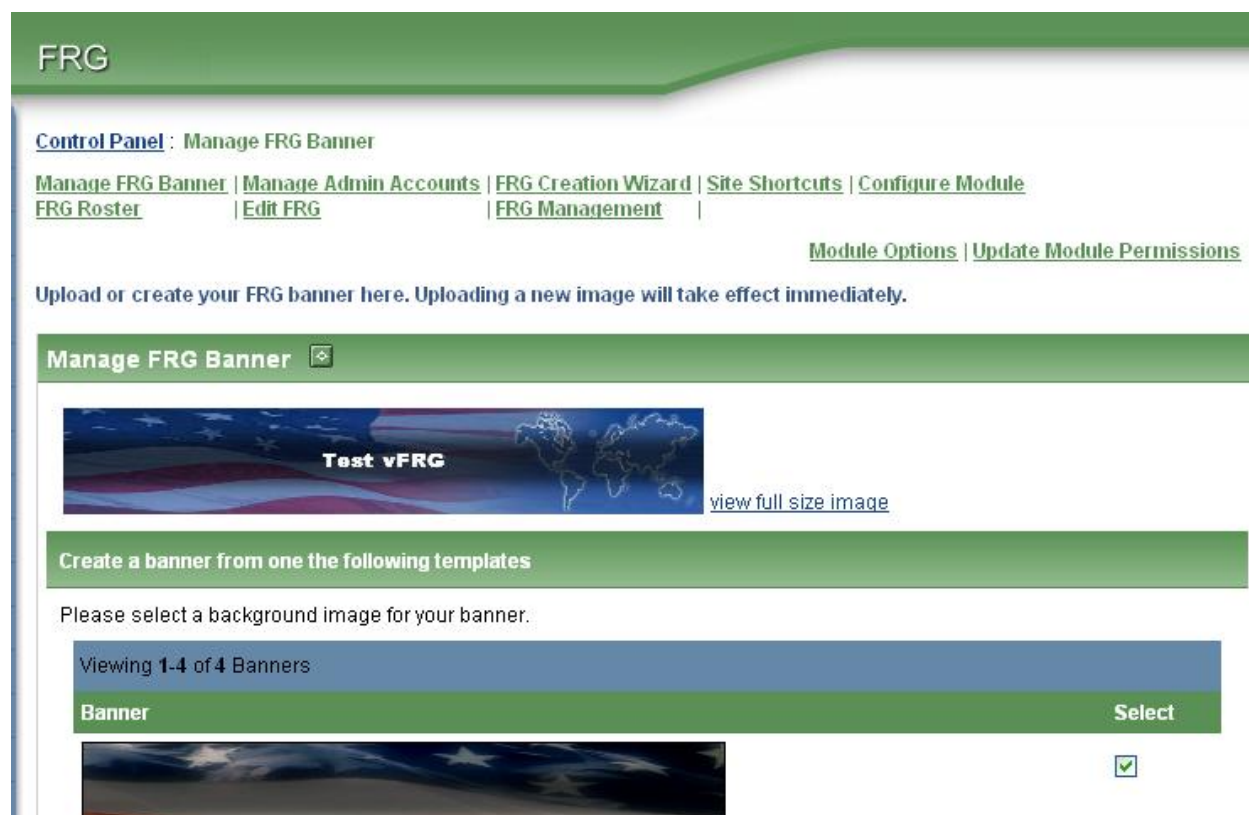 FRG
Control Panel : Manage FRG Banner
Manage FRG Banner | Manage Admin Accounts | FRG Creation Wizard | Site Shortcuts | Configure Module
FRG Roster | Edit FRG | FRG Management |
Module Options | Update Module Permissions
Upload or create your FRG banner here. Uploading a new image will take effect immediately.
Manage FRG Banner
Test vFRG
view full size image
Create a banner from one the following templates
Please select a background image for your banner.
Viewing 1-4 of 4 Banners
Banner Select